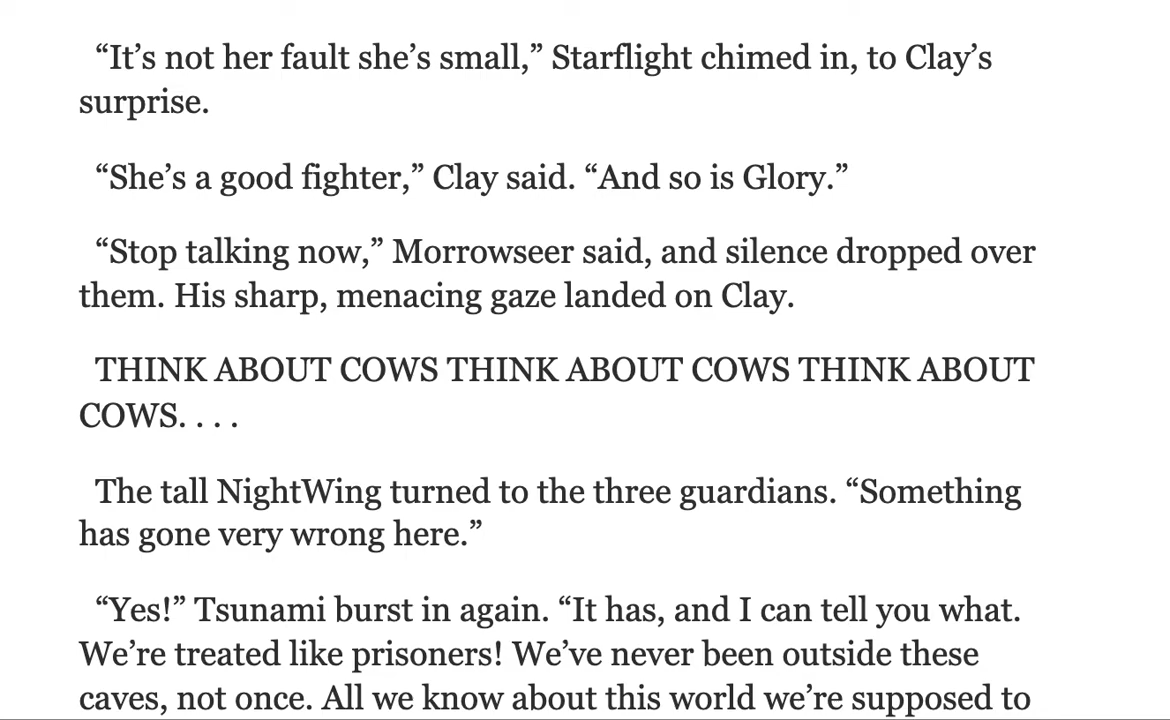 “It’s not her fault she’s small,” Starflight chimed in, to Clay’s
surprise.
“She’s a good fighter,” Clay said. “And so is Glory.”
“Stop talking now,” Morrowseer said, and silence dropped over
them. His sharp, menacing gaze landed on Clay.
THINK ABOUT COWS THINK ABOUT COWS THINK ABOUT
COWS. . . .
The tall NightWing turned to the three guardians. “Something
has gone very wrong here.”
“Yes!” Tsunami burst in again. “It has, and I can tell you what.
We’re treated like prisoners! We’ve never been outside these
caves, not once. All we know about this world we’re supposed to